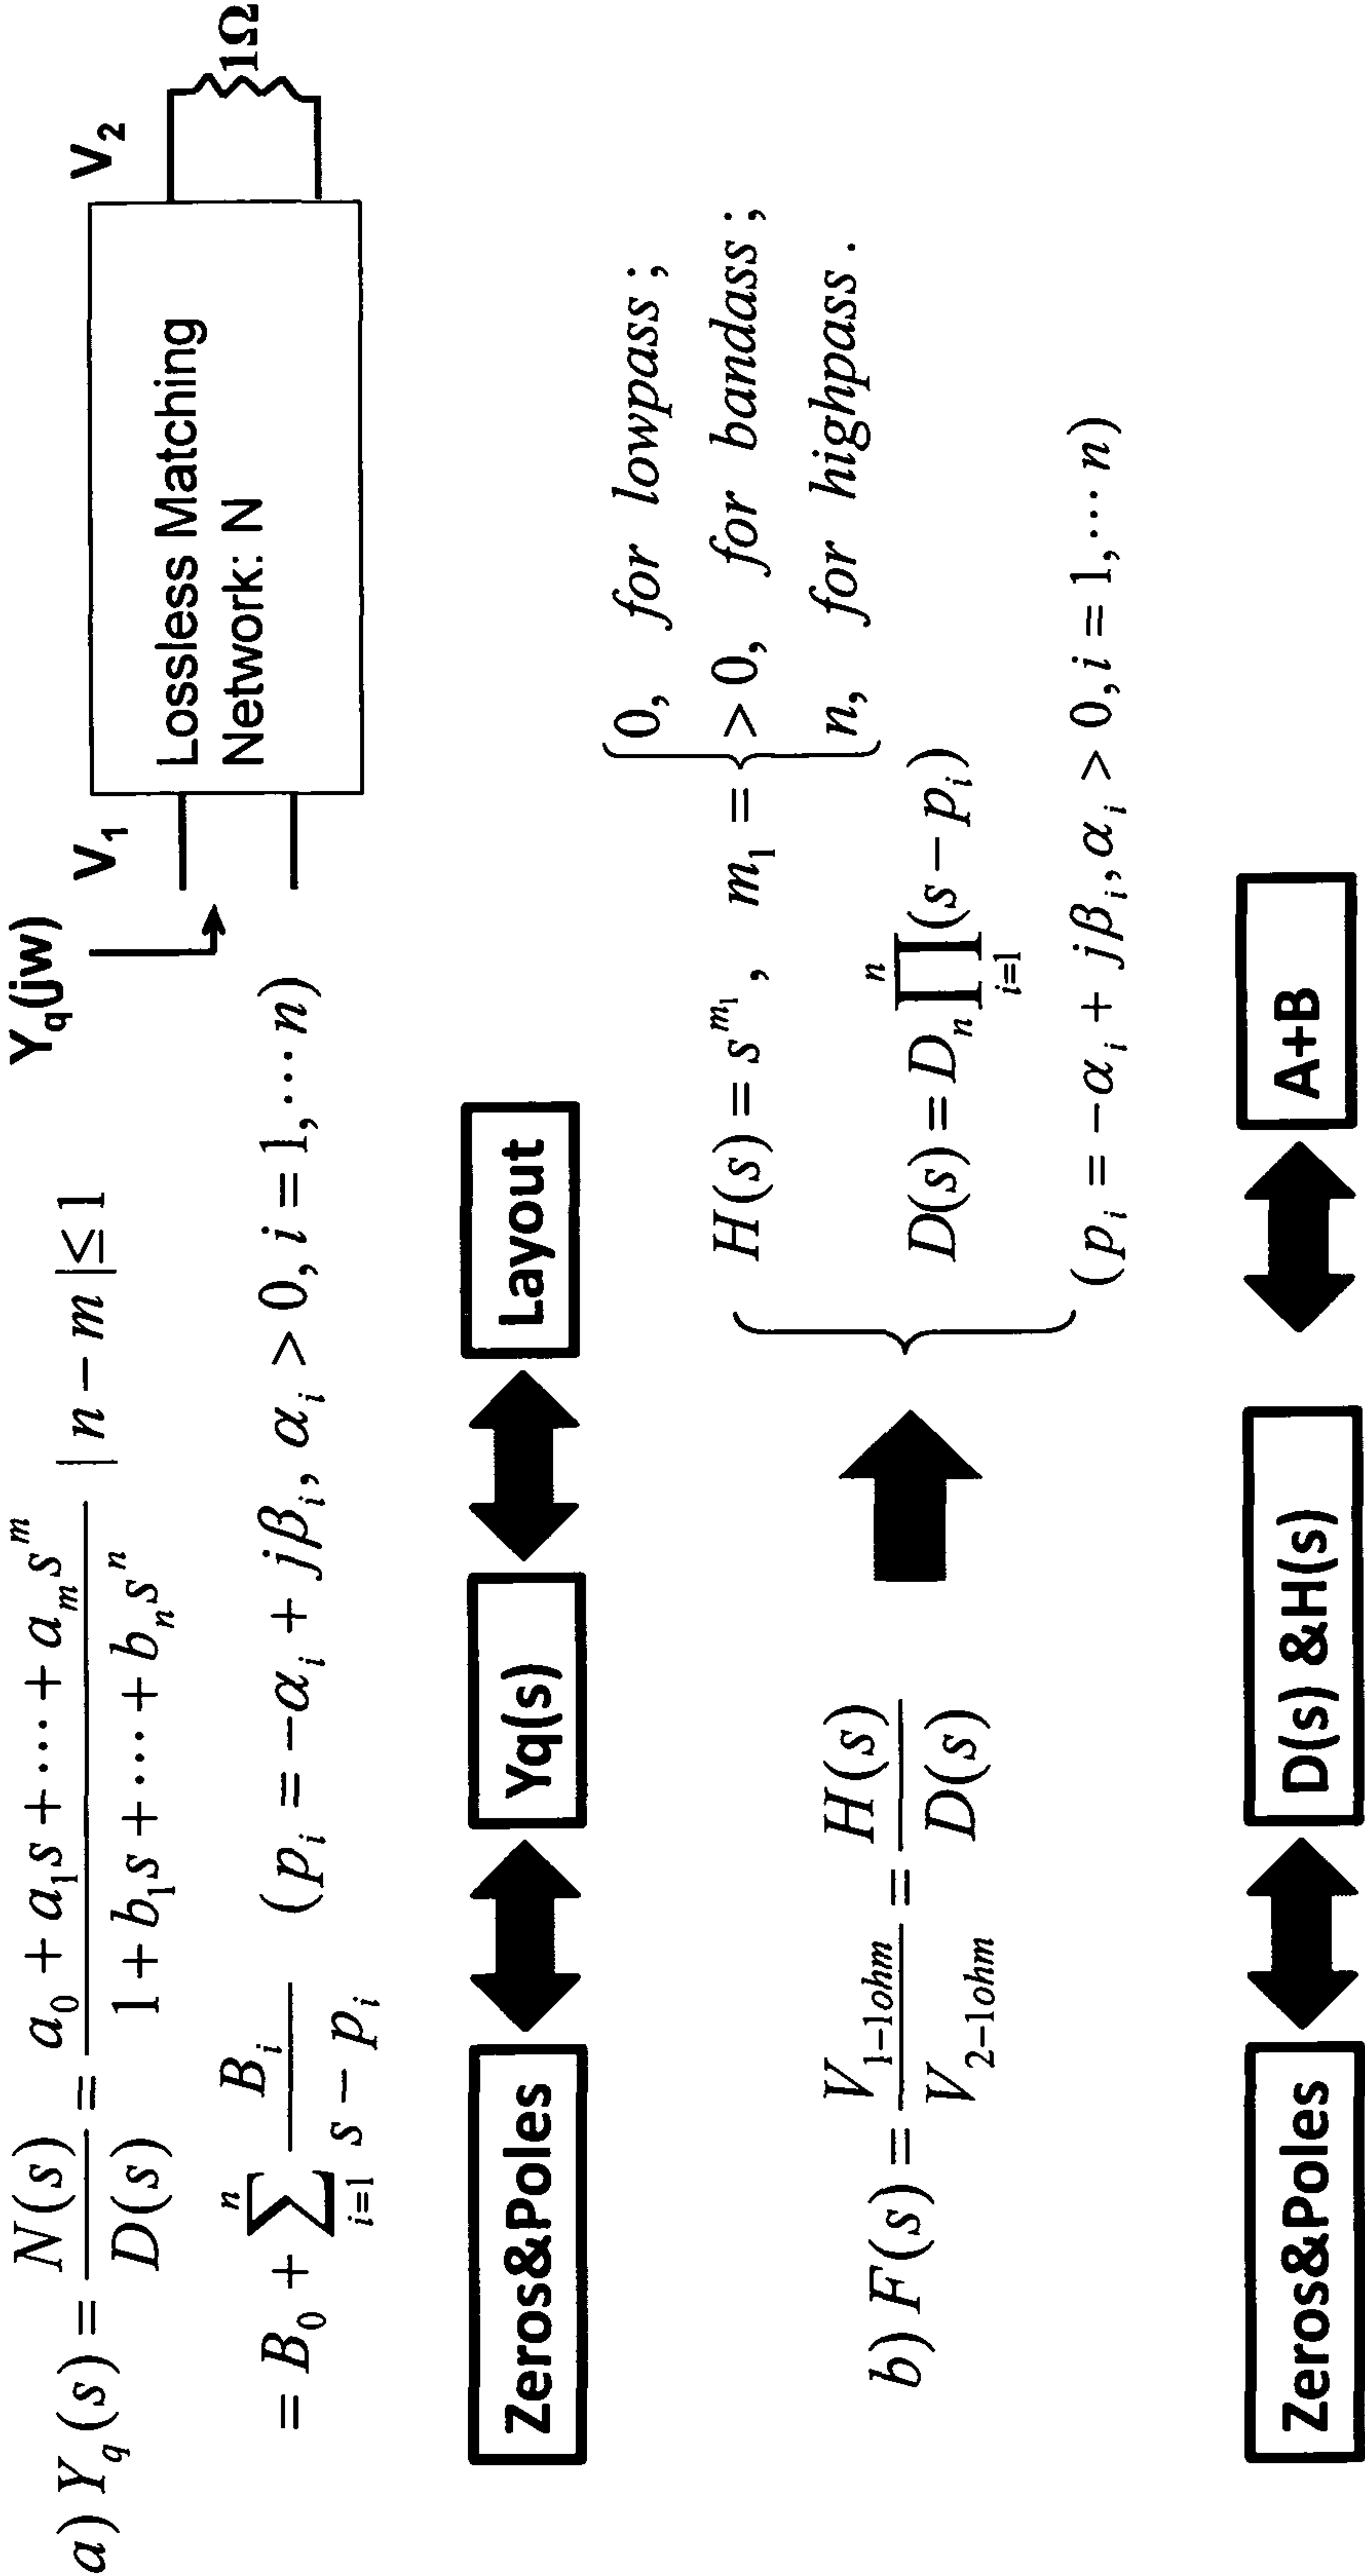 a) Y_q(s) = N(s)/D(s) = (a_0 + a_1 s + ···· + a_m s^m)/(1 + b_1 s + ···· + b_n s^n) | n − m | ≤ 1
= B_0 + ∑_{i=1}^{n} B_i/(s − p_i) (p_i = −α_i + jβ_i, α_i > 0, i = 1, ··· n)
Y_q(jw)
V_1
Lossless Matching
Network: N
V_2
1Ω
Zeros&Poles
Yq(s)
Layout
b) F(s) = V_{1−1ohm}/V_{2−1ohm} = H(s)/D(s)
H(s) = s^{m_1} , m_1 = {
0, for lowpass ;
> 0, for bandass ;
n, for highpass .
D(s) = D_n ∏_{i=1}^{n} (s − p_i)
(p_i = −α_i + jβ_i, α_i > 0, i = 1, ··· n)
Zeros&Poles
D(s) &H(s)
A+B